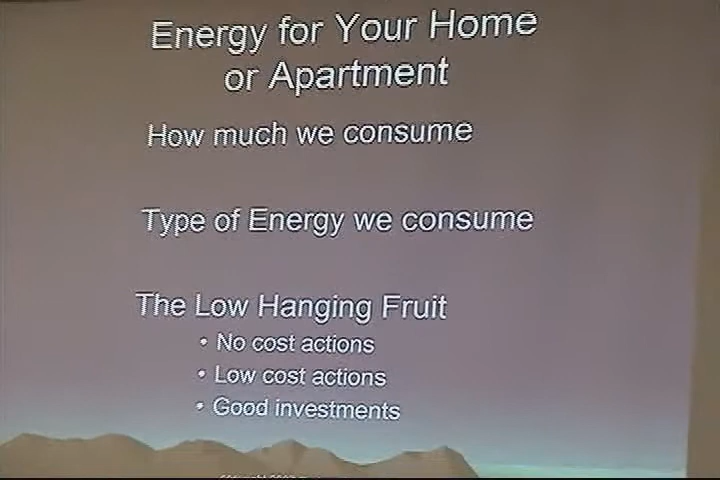 Energy for Your Home
or Apartment
How much we consume
Type of Energy we consume
The Low Hanging Fruit
• No cost actions
• Low cost actions
• Good investments